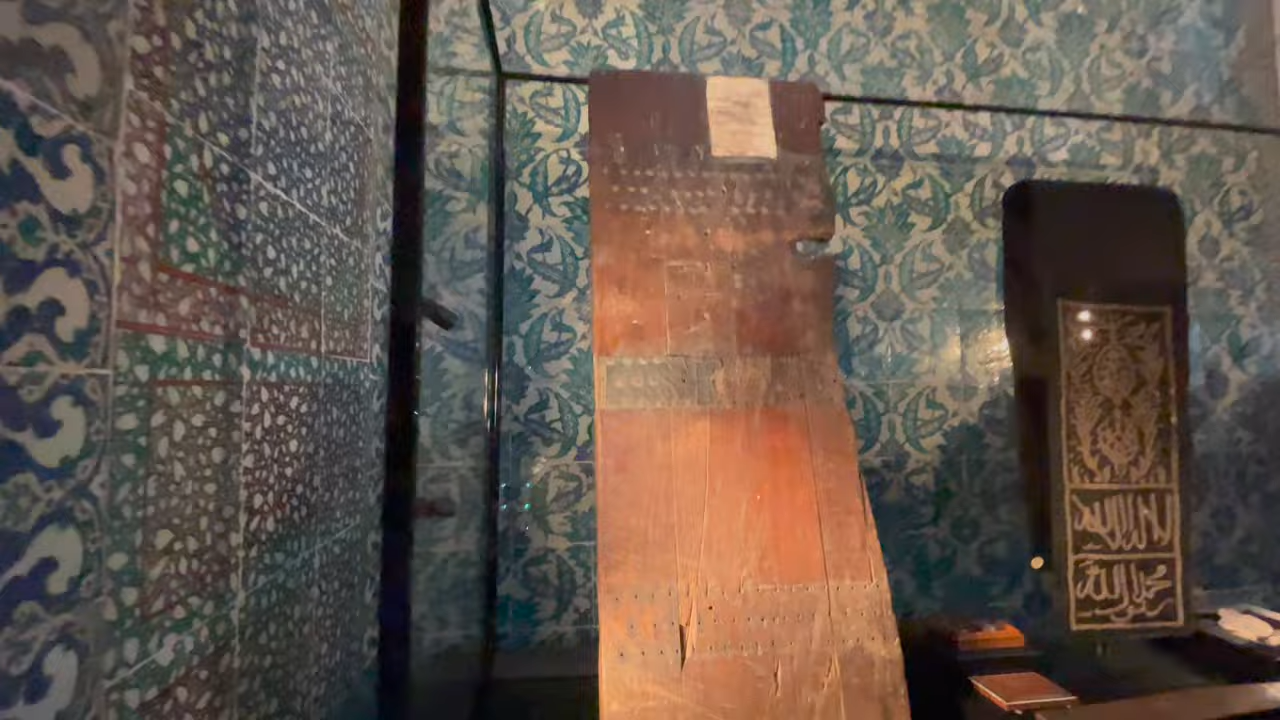 لا اله الا الله
محمد رسول الله